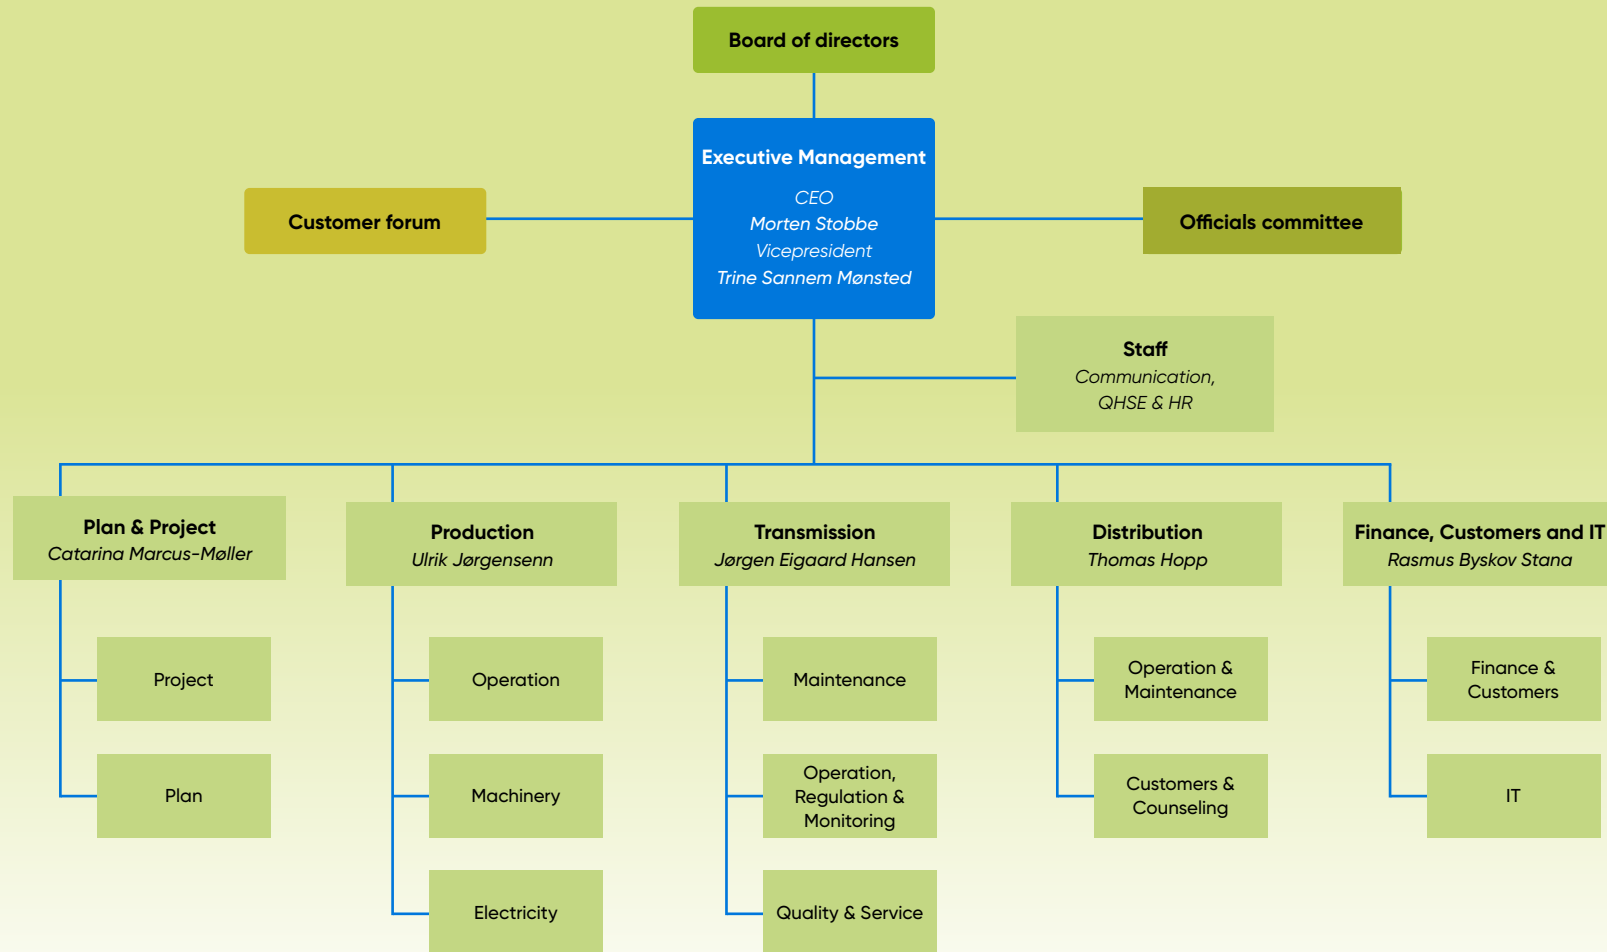 Board of directors
Executive Management
CEO
Morten Stobbe
Vicepresident
Trine Sannem Mønsted
Customer forum
Officials committee
Staff
Communication,
QHSE & HR
Plan & Project
Catarina Marcus-Møller
Production
Ulrik Jørgensenn
Transmission
Jørgen Eigaard Hansen
Distribution
Thomas Hopp
Finance, Customers and IT
Rasmus Byskov Stana
Project
Plan
Operation
Machinery
Electricity
Maintenance
Operation,
Regulation &
Monitoring
Quality & Service
Operation &
Maintenance
Customers &
Counseling
Finance &
Customers
IT